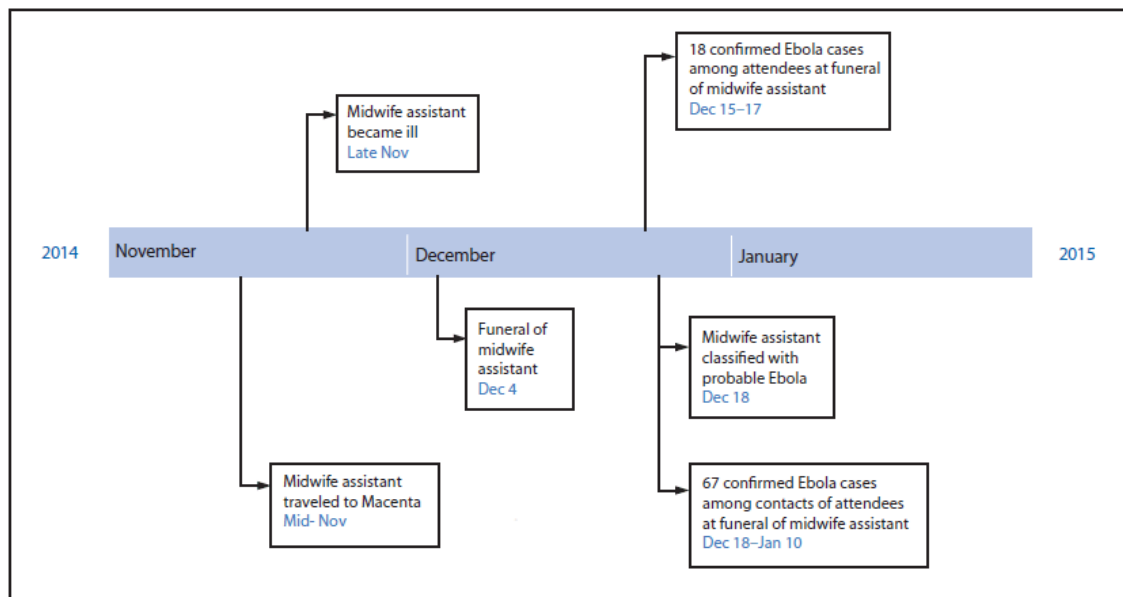 18 confirmed Ebola cases
among attendees at funeral
of midwife assistant
Dec 15–17
Midwife assistant
became ill
Late Nov
2014
November
December
January
2015
Funeral of
midwife
assistant
Dec 4
Midwife assistant
classified with
probable Ebola
Dec 18
Midwife assistant
traveled to Macenta
Mid- Nov
67 confirmed Ebola cases
among contacts of attendees
at funeral of midwife assistant
Dec 18–Jan 10